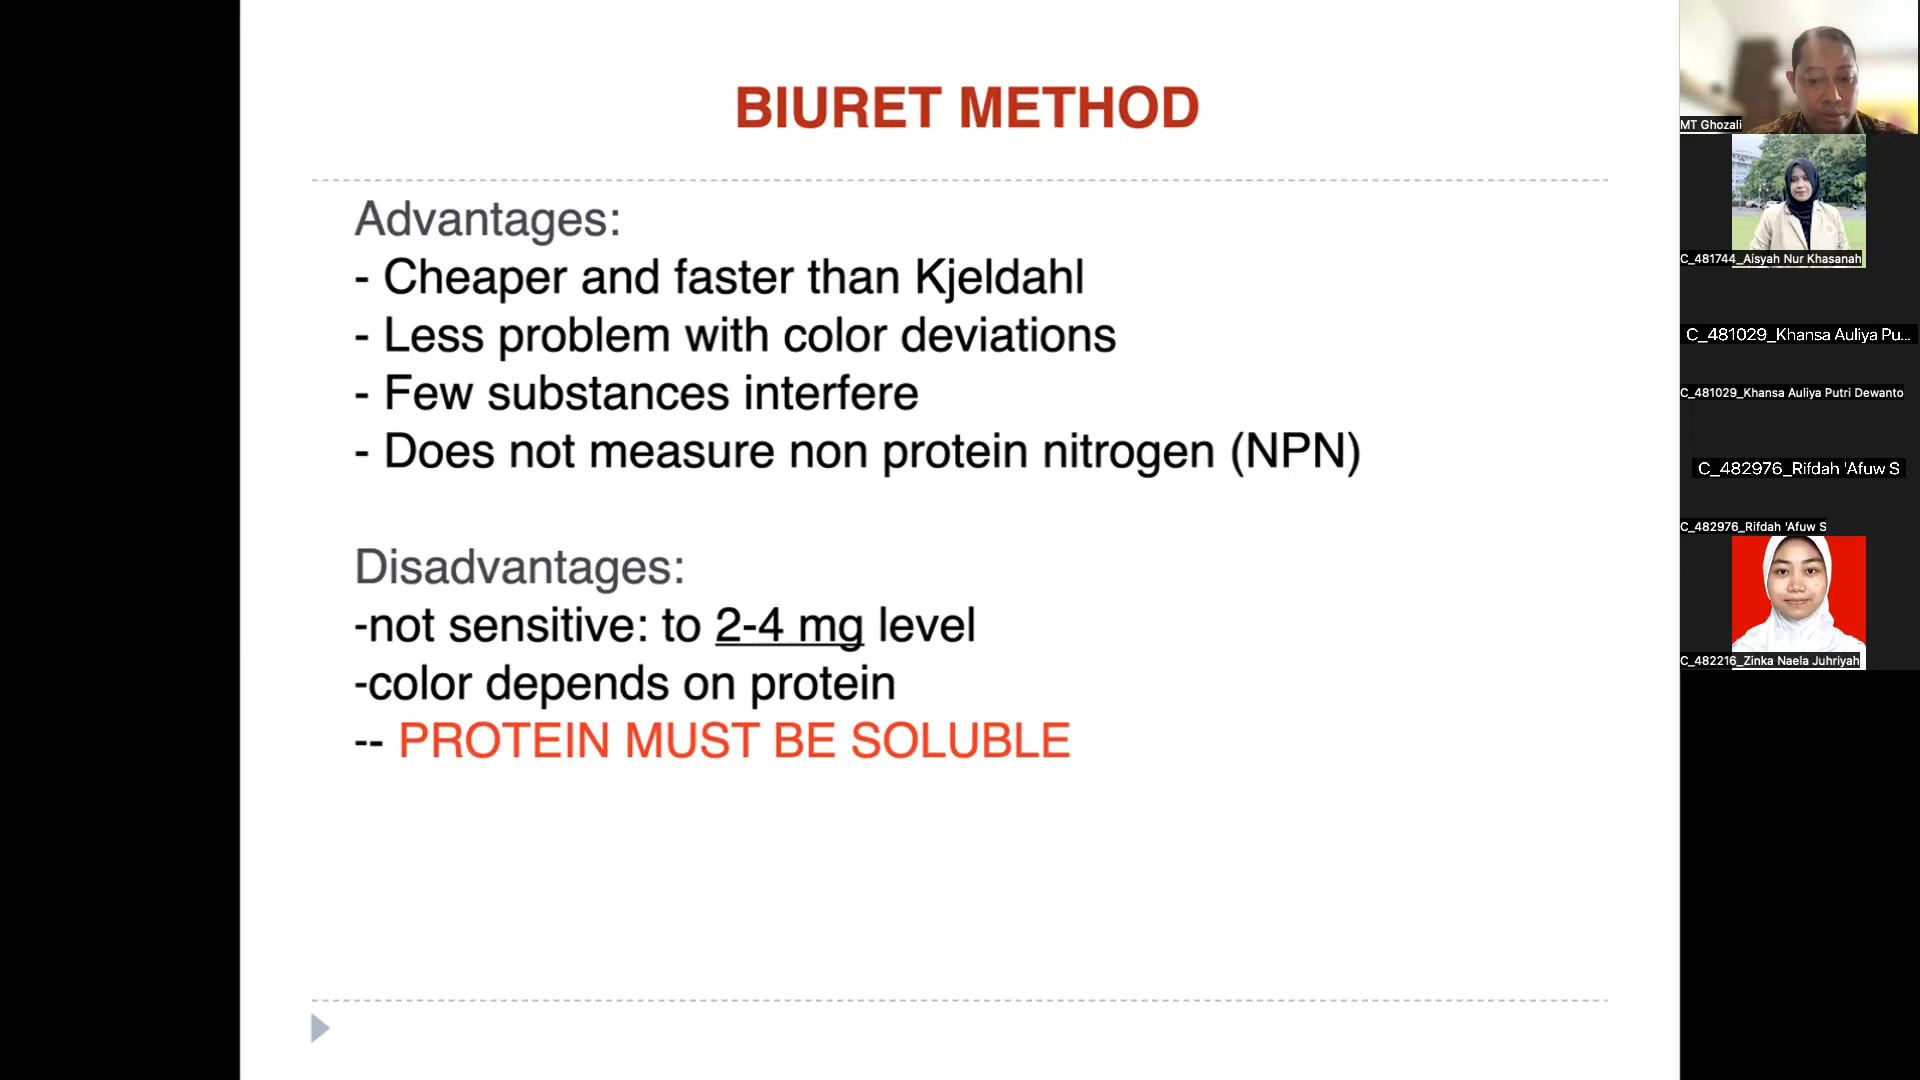 BIURET METHOD
Advantages:
- Cheaper and faster than Kjeldahl
- Less problem with color deviations
- Few substances interfere
- Does not measure non protein nitrogen (NPN)
Disadvantages:
-not sensitive: to 2-4 mg level
-color depends on protein
-- PROTEIN MUST BE SOLUBLE
MT Ghozali
C_481744_Aisyah Nur Khasanah
C_481029_Khansa Auliya Pu...
C_481029_Khansa Auliya Putri Dewanto
C_482976_Rifdah 'Afuw S
C_482976_Rifdah 'Afuw S
C_482216_Zinka Naela Juhriyah